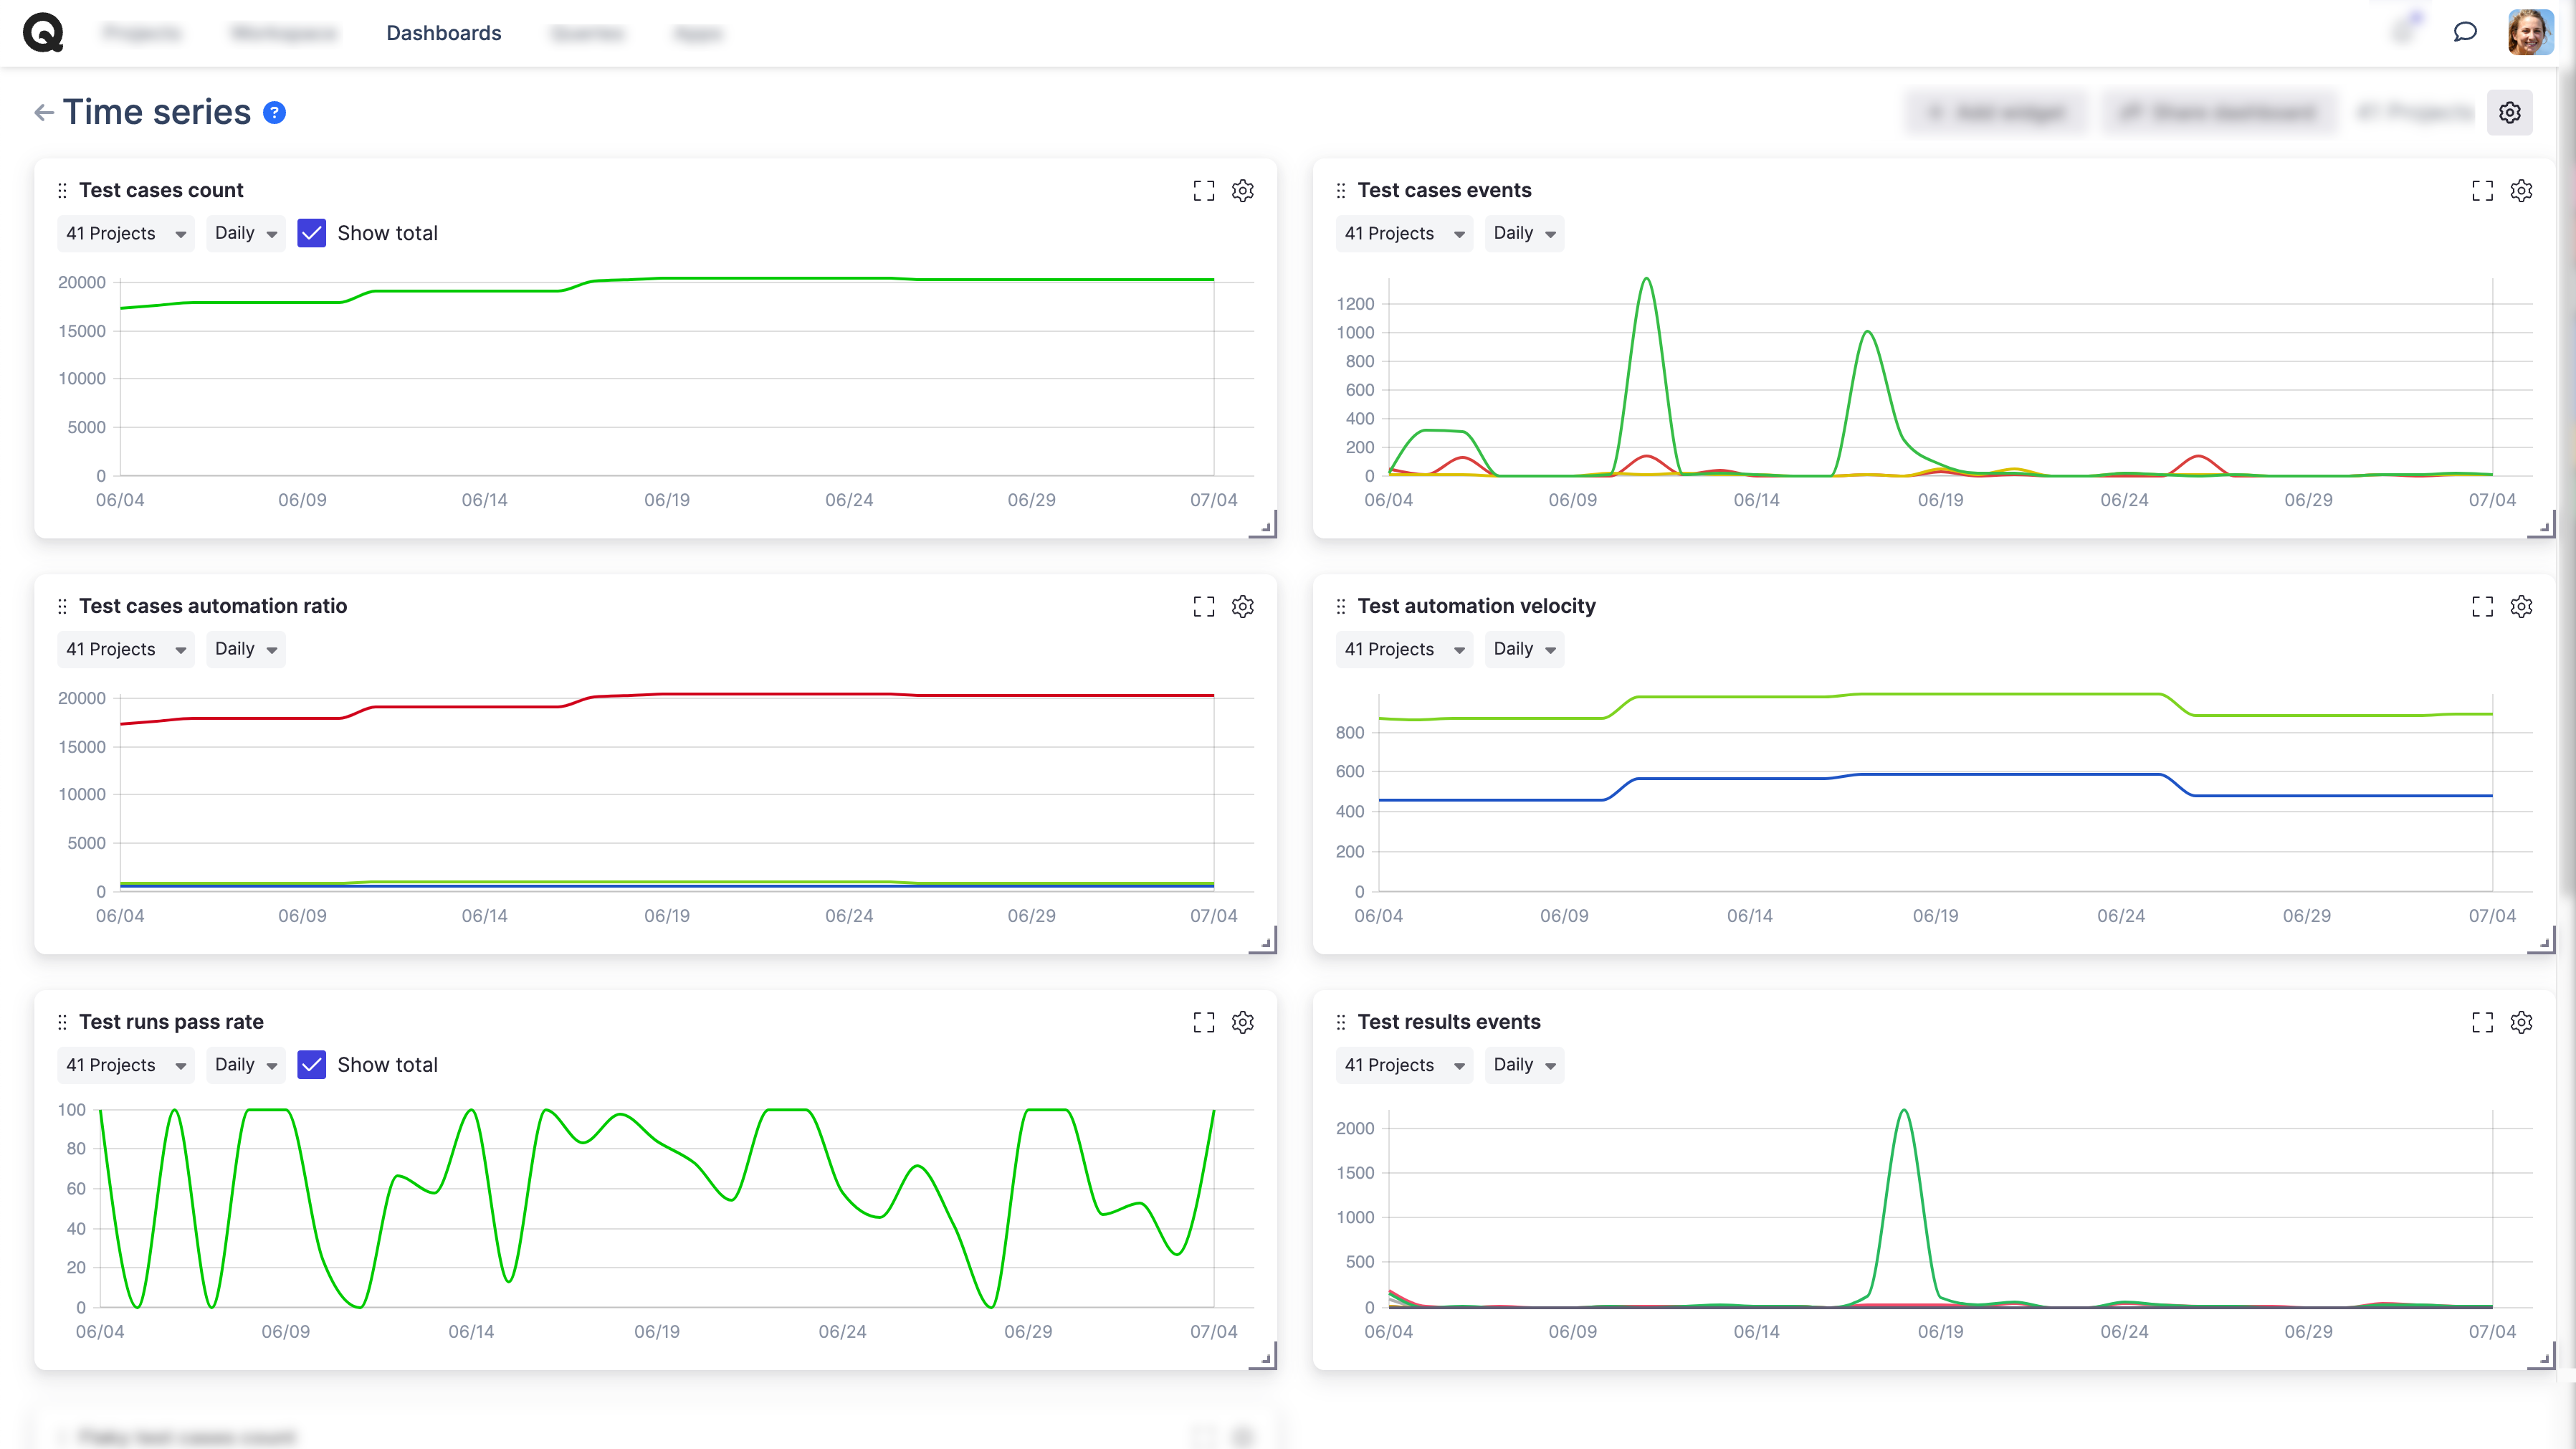 Dashboards
Time series ?
Test cases count
41 Projects Daily Show total
20000
15000
10000
5000
0
06/04 06/09 06/14 06/19 06/24 06/29 07/04
Test cases events
41 Projects Daily
1200
1000
800
600
400
200
0
06/04 06/09 06/14 06/19 06/24 06/29 07/04
Test cases automation ratio
41 Projects Daily
20000
15000
10000
5000
0
06/04 06/09 06/14 06/19 06/24 06/29 07/04
Test automation velocity
41 Projects Daily
800
600
400
200
0
06/04 06/09 06/14 06/19 06/24 06/29 07/04
Test runs pass rate
41 Projects Daily Show total
100
80
60
40
20
0
06/04 06/09 06/14 06/19 06/24 06/29 07/04
Test results events
41 Projects Daily
2000
1500
1000
500
0
06/04 06/09 06/14 06/19 06/24 06/29 07/04